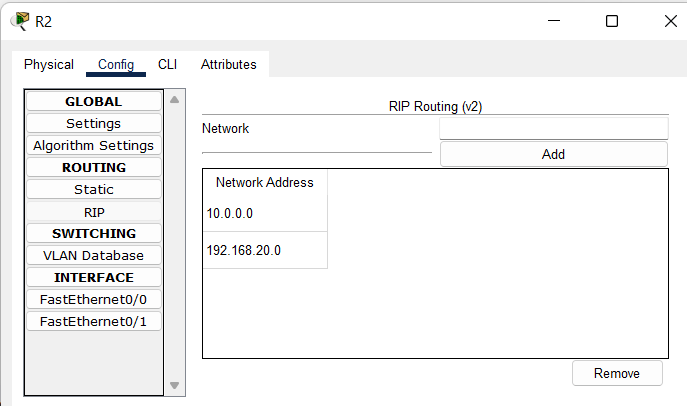 R2
Physical Config CLI Attributes
GLOBAL
Settings
Algorithm Settings
ROUTING
Static
RIP
SWITCHING
VLAN Database
INTERFACE
FastEthernet0/0
FastEthernet0/1
RIP Routing (v2)
Network
Add
Network Address
10.0.0.0
192.168.20.0
Remove